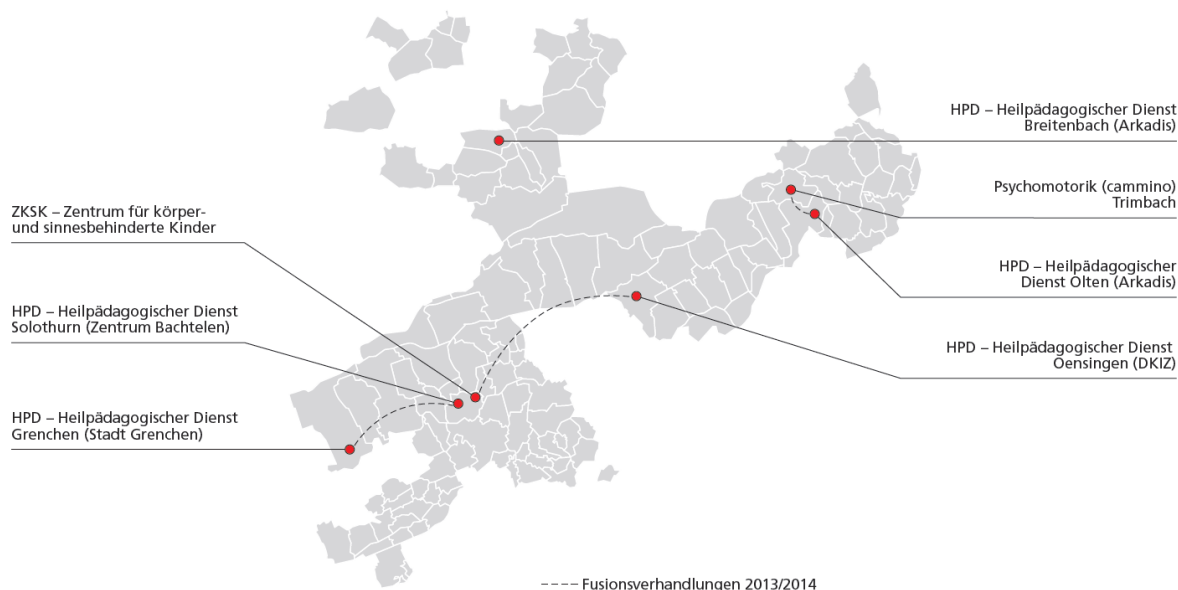 HPD – Heilpädagogischer Dienst
Breitenbach (Arkadis)
Psychomotorik (cammino)
Trimbach
ZKSK – Zentrum für körper-
und sinnesbehinderte Kinder
HPD – Heilpädagogischer
Dienst Olten (Arkadis)
HPD – Heilpädagogischer Dienst
Solothurn (Zentrum Bachtelen)
HPD – Heilpädagogischer Dienst
Oensingen (DKIZ)
HPD – Heilpädagogischer Dienst
Grenchen (Stadt Grenchen)
Fusionsverhandlungen 2013/2014